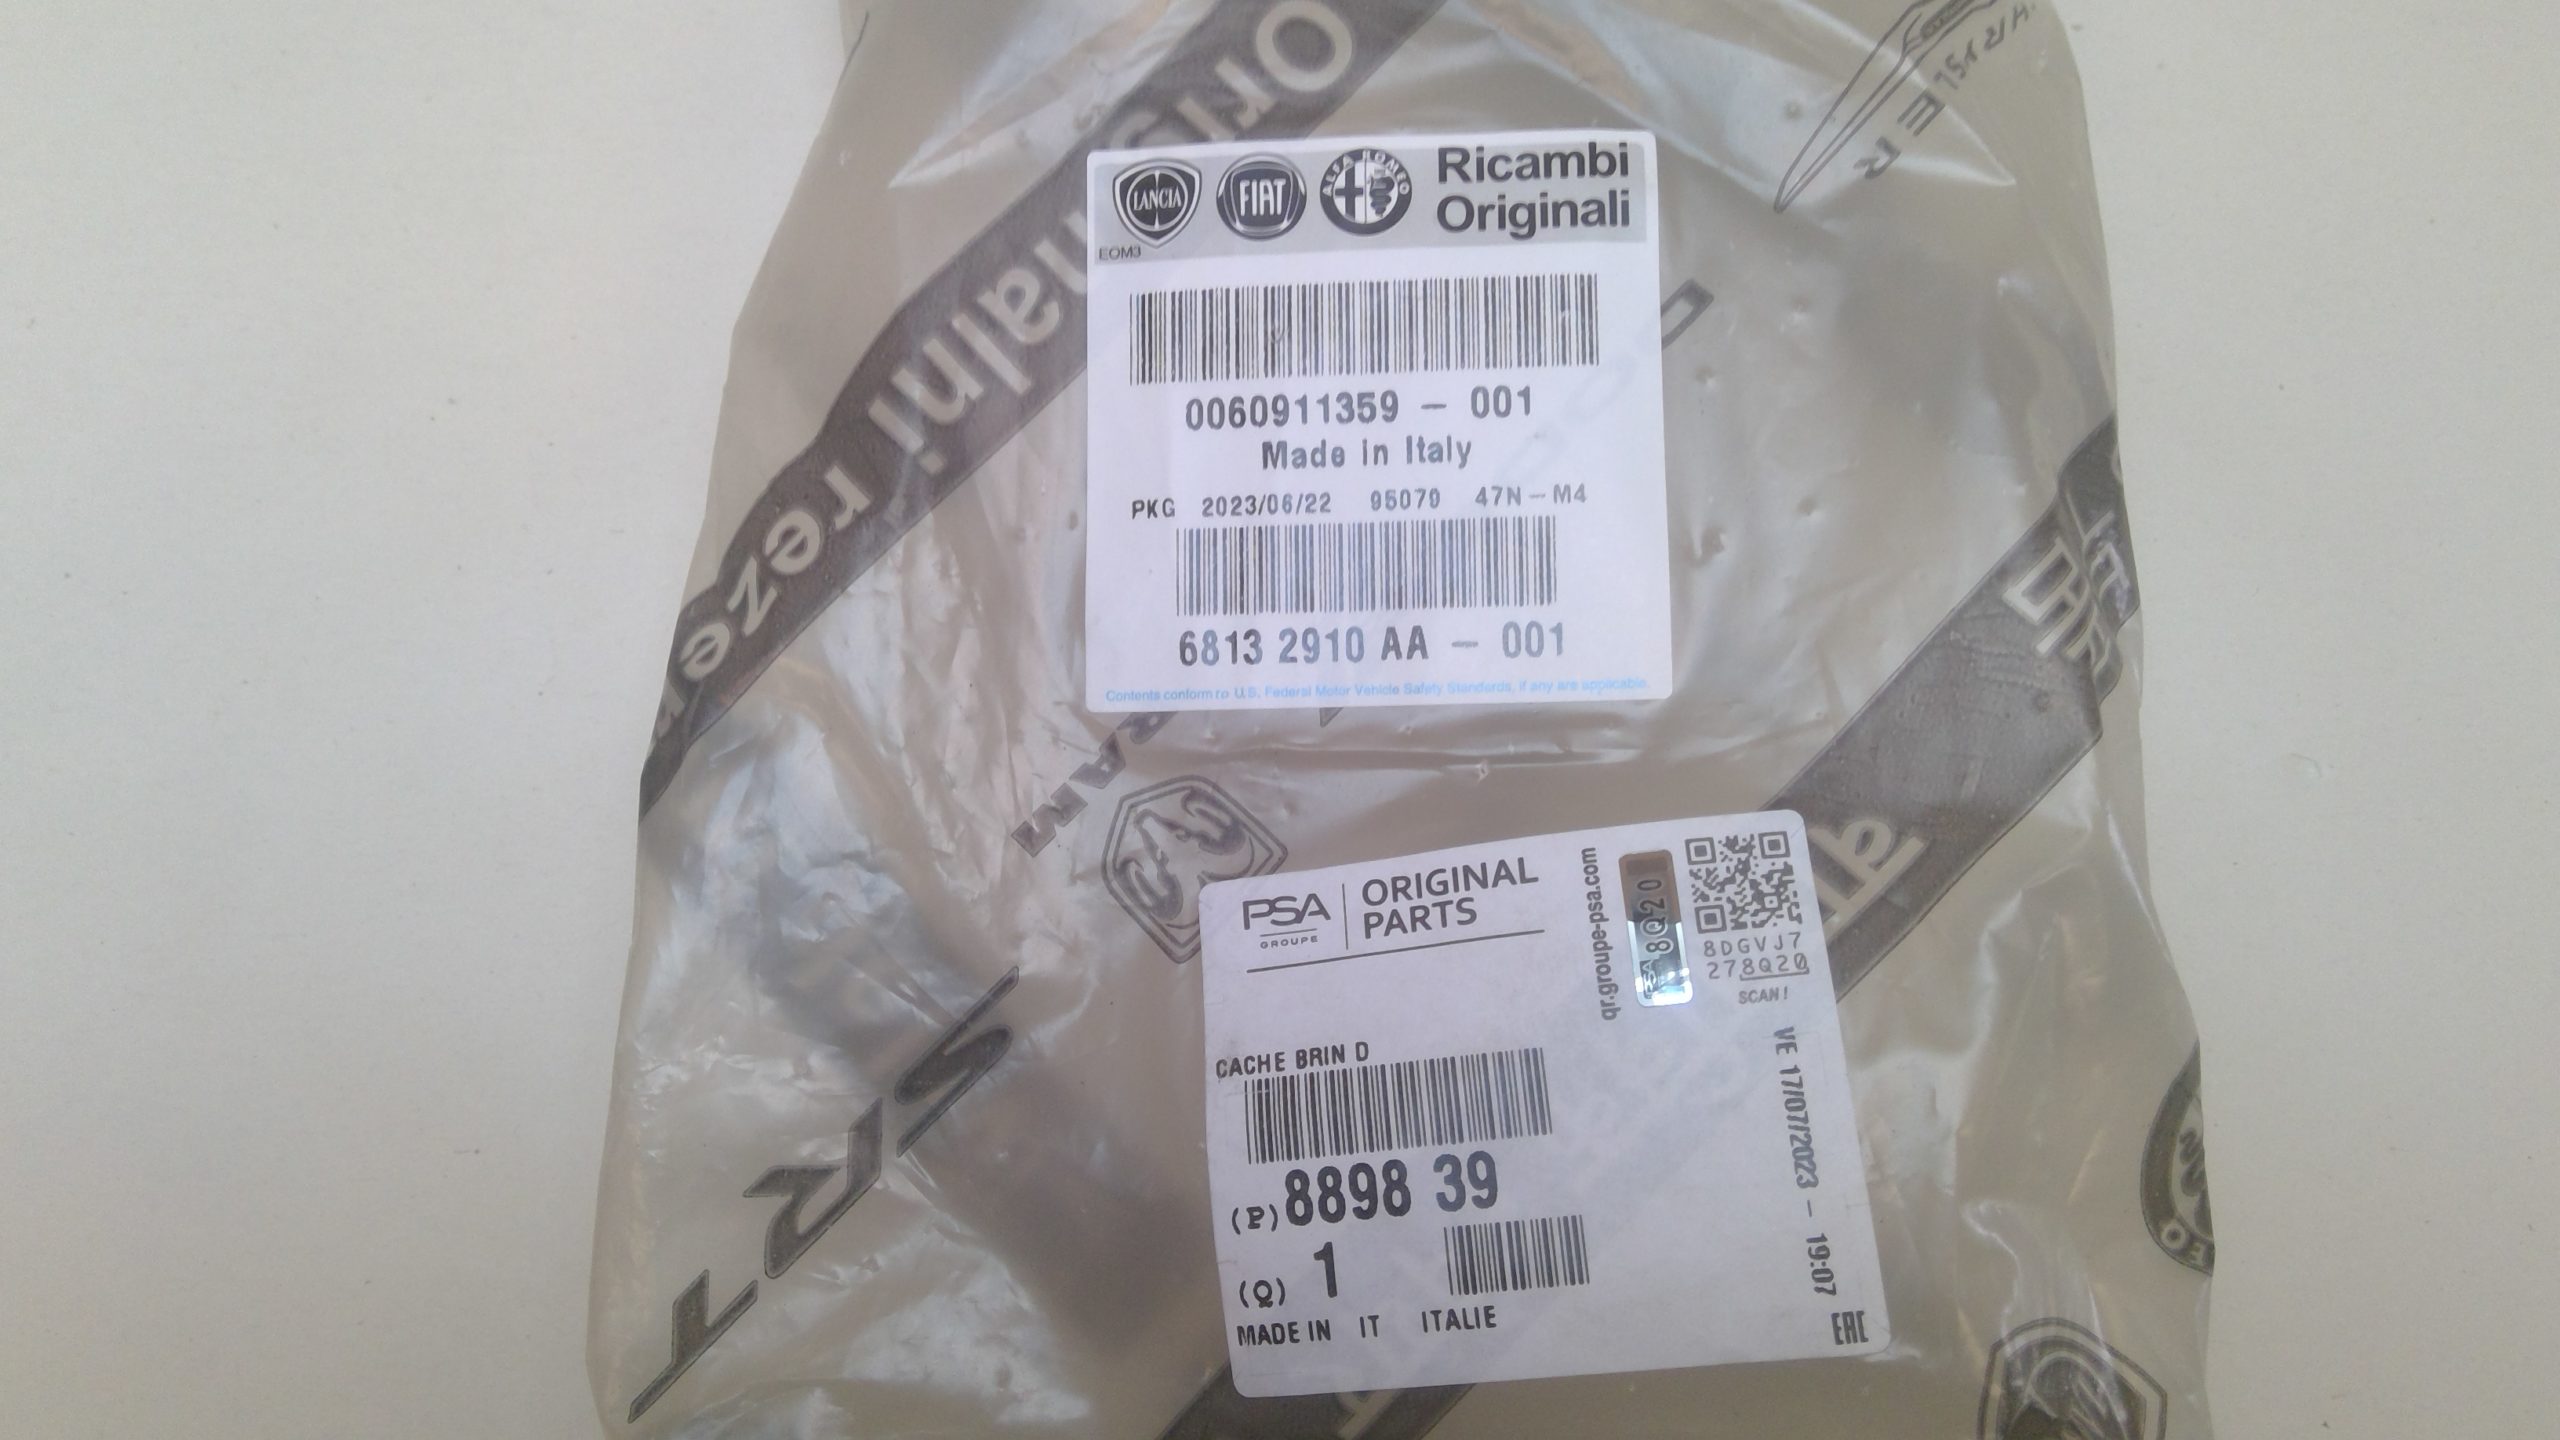 Originalni rezer
CHRYSLER
LANCIA
FIAT
ALFA ROMEO
Ricambi
Originali
EOM3
0060911359 - 001
Made in Italy
PKG 2023/06/22 95079 47N-M4
6813 2910 AA - 001
Contents conform to U.S. Federal Motor Vehicle Safety Standards, if any are applicable.
RAM
SRT
PSA
GROUPE
ORIGINAL
PARTS
qr.groupe-psa.com
PSA 8Q20
8DGVJ7
278Q20
SCAN!
CACHE BRIN D
(P) 8898 39
(Q) 1
MADE IN IT ITALIE
VE 17/07/2023 - 19:07
EAC